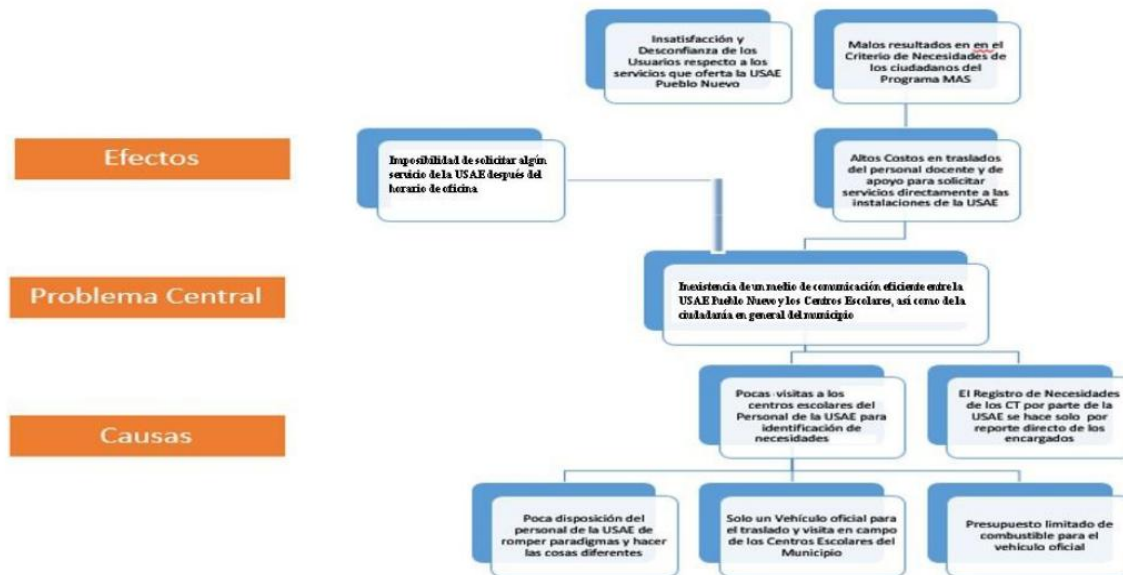 Insatisfacción y
Desconfianza de los
Usuarios respecto a los
servicios que oferta la USAE
Pueblo Nuevo
Malos resultados en en el
Criterio de Necesidades de
los ciudadanos del
Programa MAS
Efectos
Imposibilidad de solicitar algún
servicio de la USAE después del
horario de oficina
Altos Costos en traslados
del personal docente y de
apoyo para solicitar
servicios directamente a las
instalaciones de la USAE
Problema Central
Inexistencia de un medio de comunicación eficiente entre la
USAE Pueblo Nuevo y los Centros Escolares, así como de la
ciudadanía en general del municipio
Causas
Pocas visitas a los
centros escolares del
Personal de la USAE para
identificación de
necesidades
El Registro de Necesidades
de los CT por parte de la
USAE se hace solo por
reporte directo de los
encargados
Poca disposición del
personal de la USAE de
romper paradigmas y hacer
las cosas diferentes
Solo un Vehículo oficial para
el traslado y visita en campo
de los Centros Escolares del
Municipio
Presupuesto limitado de
combustible para el
vehículo oficial